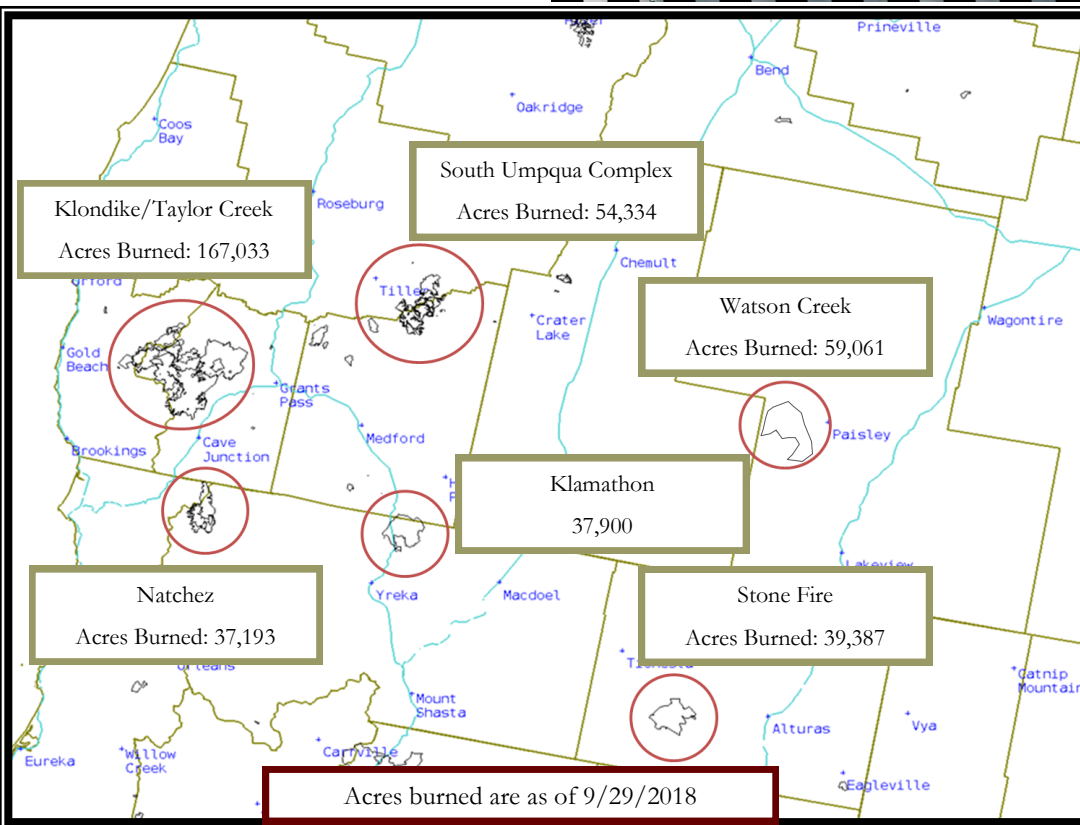 Prineville
Bend
Oakridge
Coos
Bay
South Umpqua Complex
Acres Burned: 54,334
Klondike/Taylor Creek
Acres Burned: 167,033
Roseburg
Chemult
Tiller
Watson Creek
Acres Burned: 59,061
Crater
Lake
Wagontire
Gold
Beach
Grants
Pass
Brookings
Cave
Junction
Medford
Paisley
Klamathon
37,900
Lakeview
Natchez
Acres Burned: 37,193
Yreka
Macdoel
Stone Fire
Acres Burned: 39,387
Orleans
Catnip
Mountain
Mount
Shasta
Alturas
Vya
Eureka
Willow
Creek
Carrville
Eagleville
Acres burned are as of 9/29/2018